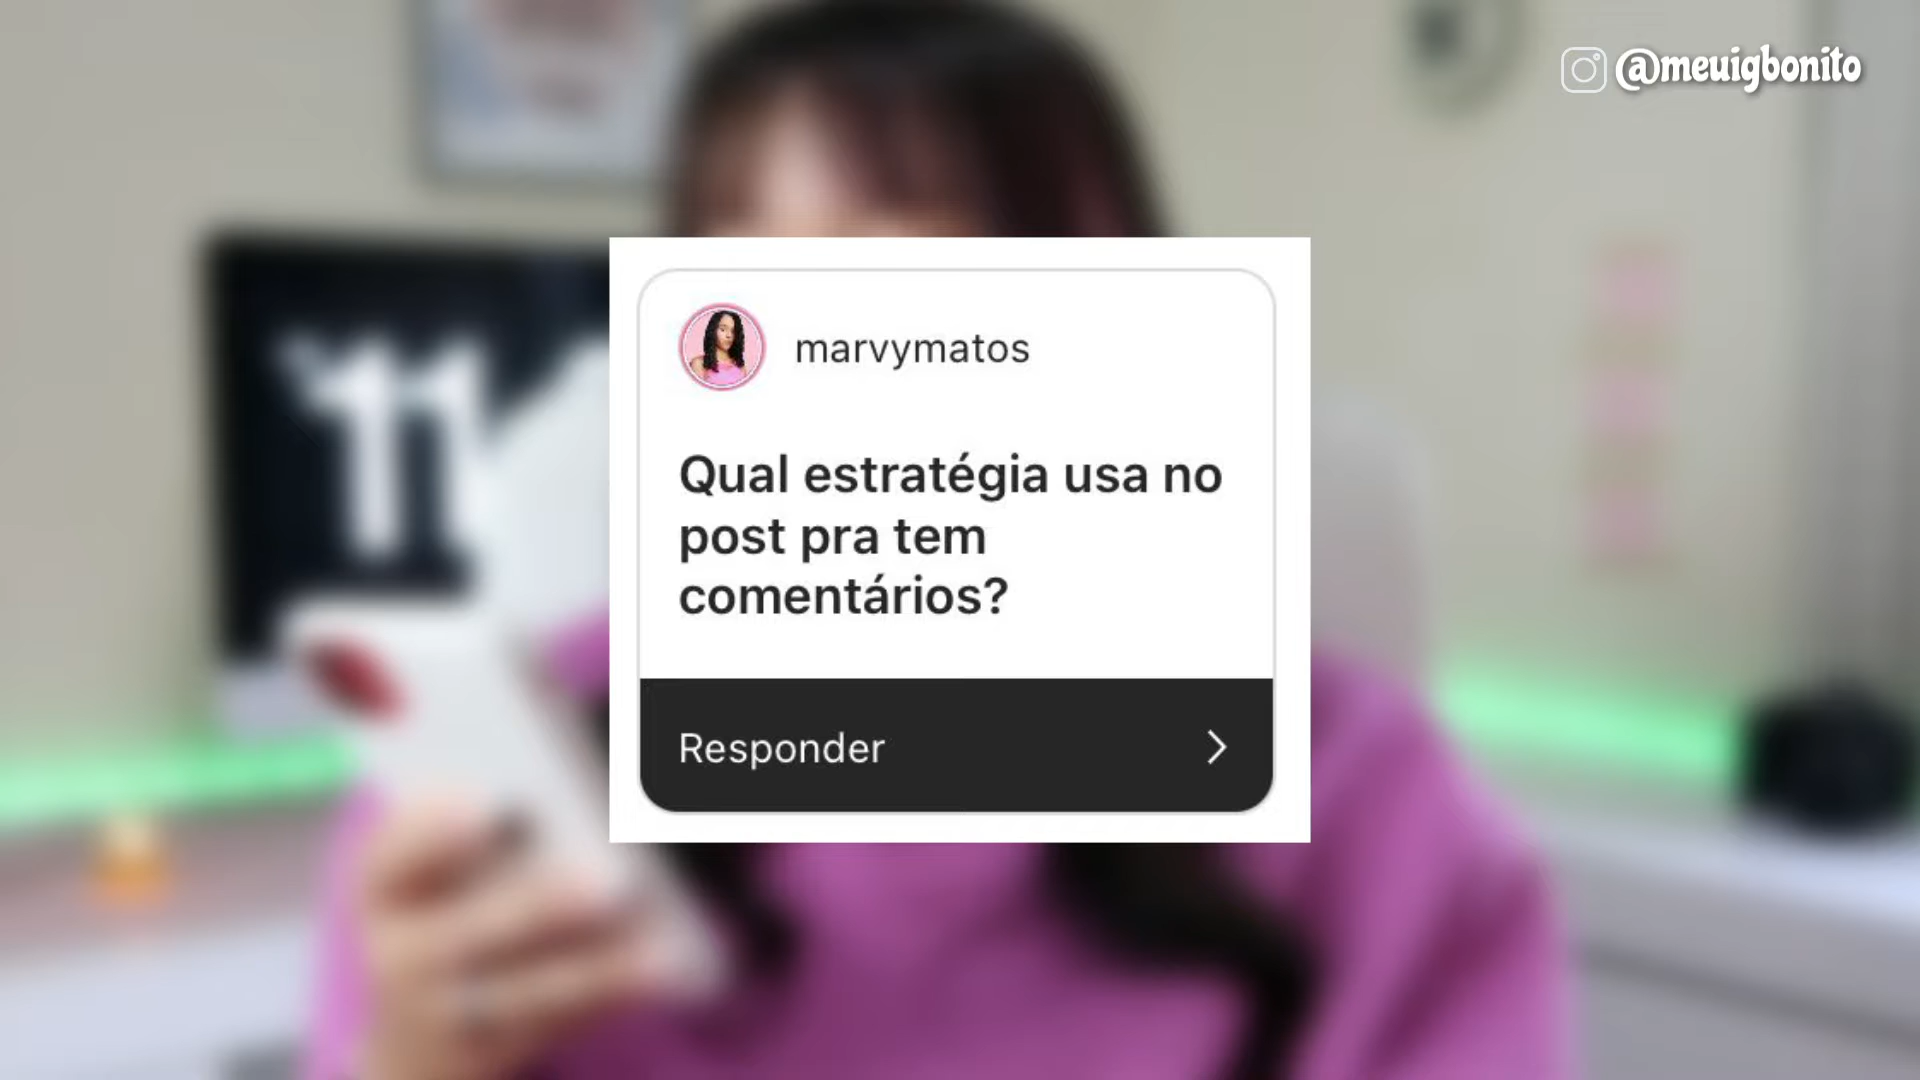 @meuigbonito
marvymatos
Qual estratégia usa no
post pra tem
comentários?
Responder